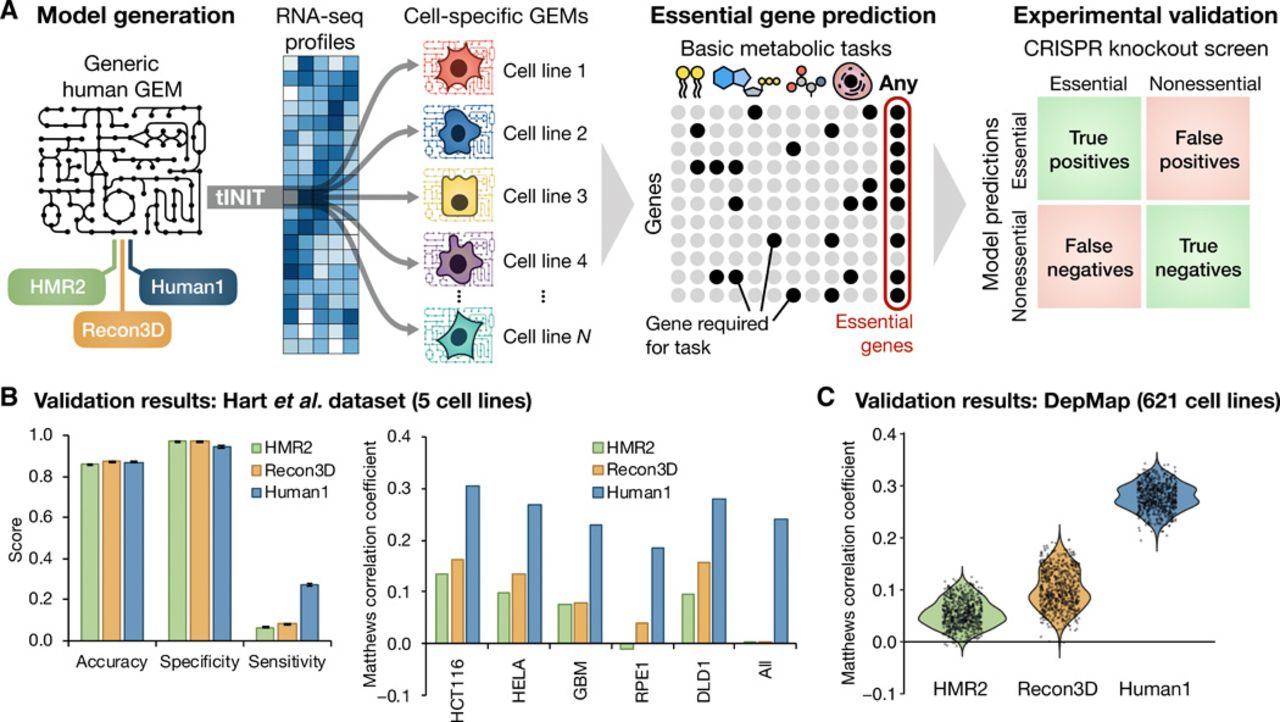 A Model generation
RNA-seq
profiles
Cell-specific GEMs
Generic
human GEM
tINIT
HMR2
Human1
Recon3D
Cell line 1
Cell line 2
Cell line 3
Cell line 4
Cell line N
Essential gene prediction
Basic metabolic tasks
Any
Genes
Gene required
for task
Essential
genes
Experimental validation
CRISPR knockout screen
Essential
Nonessential
Model predictions
Essential
Nonessential
True
positives
False
positives
False
negatives
True
negatives
B Validation results: Hart et al. dataset (5 cell lines)
Score
1.0
0.8
0.6
0.4
0.2
0.0
HMR2
Recon3D
Human1
Accuracy
Specificity
Sensitivity
Matthews correlation coefficient
0.4
0.3
0.2
0.1
0.0
−0.1
HMR2
Recon3D
Human1
HCT116
HELA
GBM
RPE1
DLD1
All
C Validation results: DepMap (621 cell lines)
Matthews correlation coefficient
0.4
0.3
0.2
0.1
0.0
-0.1
HMR2
Recon3D
Human1